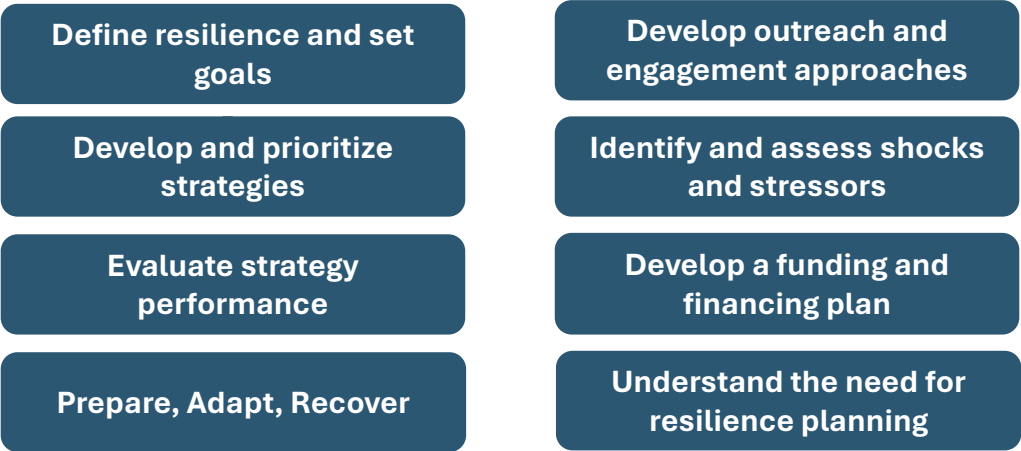 Define resilience and set
goals
Develop outreach and
engagement approaches
Develop and prioritize
strategies
Identify and assess shocks
and stressors
Evaluate strategy
performance
Develop a funding and
financing plan
Prepare, Adapt, Recover
Understand the need for
resilience planning